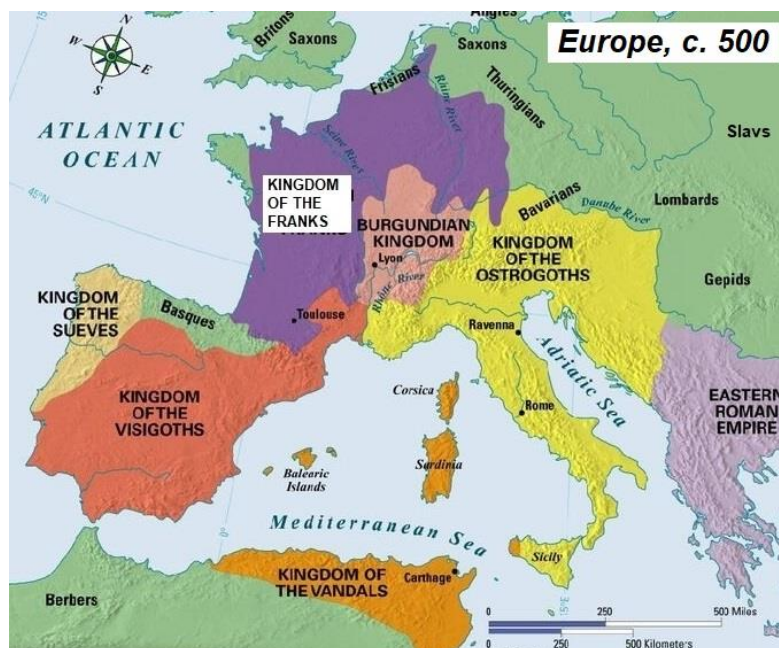 Europe, c. 500
N
W
E
S
Britons
Saxons
Angles
Saxons
Frisians
Thuringians
Rhine River
Slavs
ATLANTIC
OCEAN
Seine River
45°N
KINGDOM
OF THE
FRANKS
Bavarians
Danube River
Lombards
BURGUNDIAN
KINGDOM
KINGDOM
OF THE
OSTROGOTHS
Lyon
Rhône River
Gepids
KINGDOM
OF THE
SUEVES
Basques
Toulouse
Ravenna
Adriatic Sea
Corsica
Rome
EASTERN
ROMAN
EMPIRE
KINGDOM
OF THE
VISIGOTHS
Balearic
Islands
Sardinia
Mediterranean Sea
0°
Sicily
KINGDOM OF
THE VANDALS
Carthage
Berbers
15°E
0 250 500 Miles
0 250 500 Kilometers